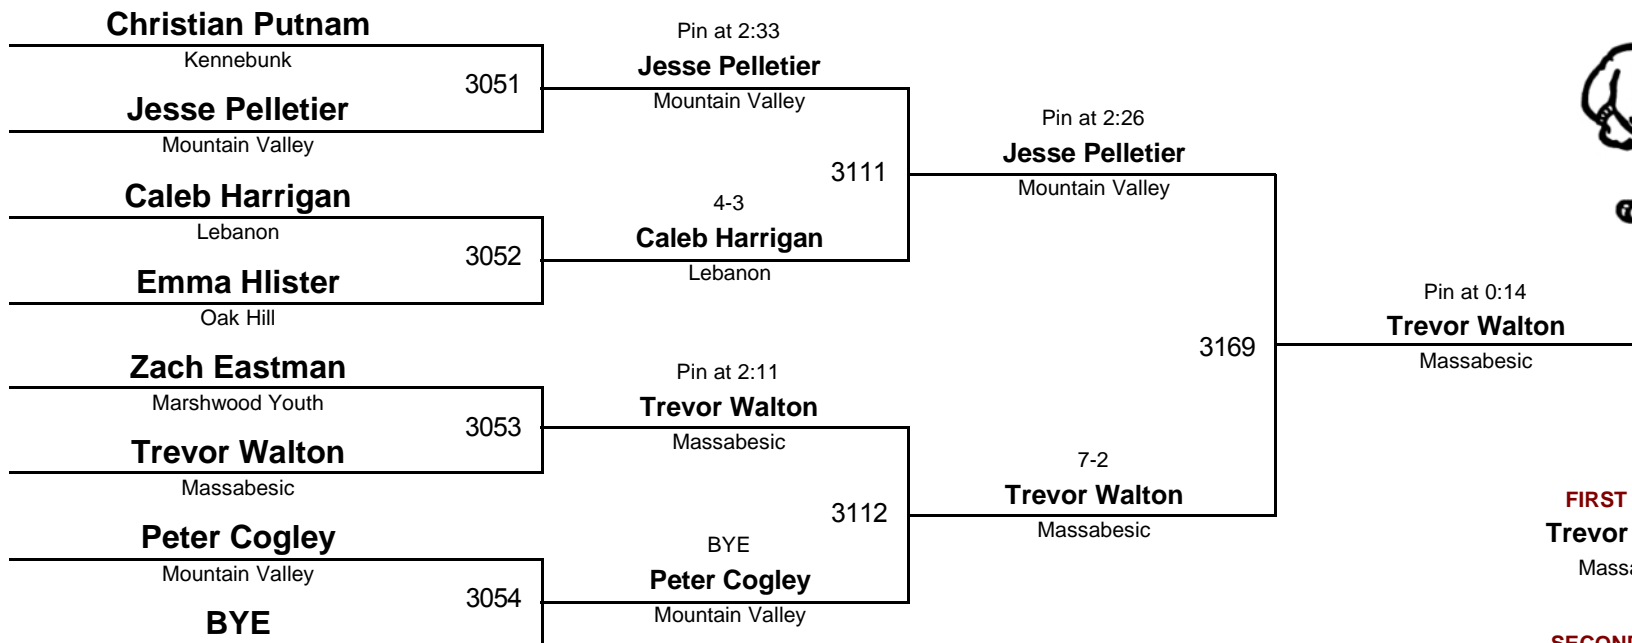 Christian Putnam
Kennebunk
3051
Jesse Pelletier
Mountain Valley
Caleb Harrigan
Lebanon
3052
Emma Hlister
Oak Hill
Zach Eastman
Marshwood Youth
3053
Trevor Walton
Massabesic
Peter Cogley
Mountain Valley
3054
BYE
Pin at 2:33
Jesse Pelletier
Mountain Valley
3111
4-3
Caleb Harrigan
Lebanon
Pin at 2:11
Trevor Walton
Massabesic
3112
BYE
Peter Cogley
Mountain Valley
Pin at 2:26
Jesse Pelletier
Mountain Valley
3169
7-2
Trevor Walton
Massabesic
Pin at 0:14
Trevor Walton
Massabesic
FIRST
Trevor
Massa
SECOND